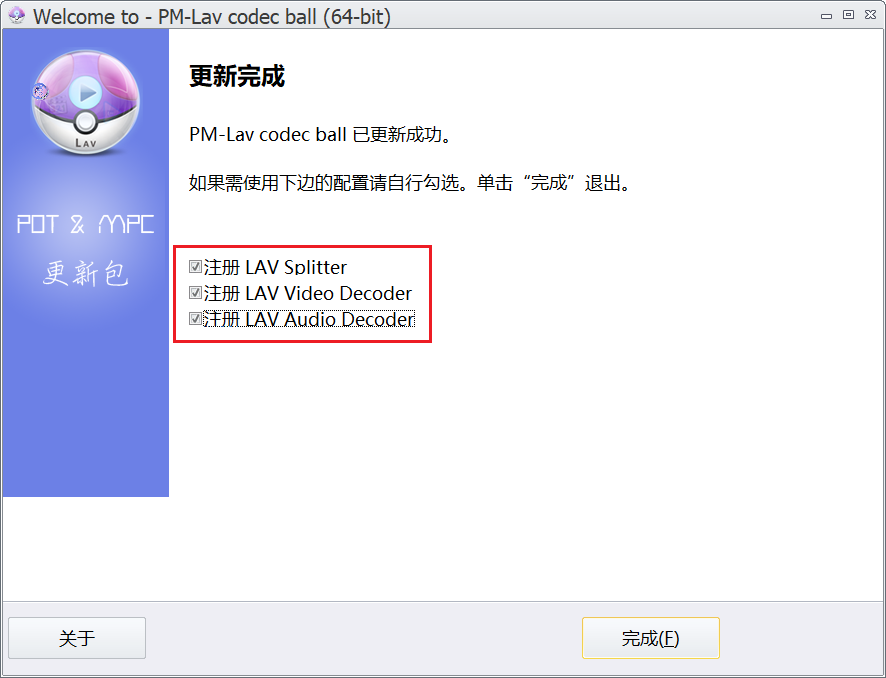 Welcome to - PM-Lav codec ball (64-bit)
LAV
POT & MPC
更新包
更新完成
PM-Lav codec ball 已更新成功。
如果需使用下边的配置请自行勾选。单击“完成”退出。
注册 LAV Splitter
注册 LAV Video Decoder
注册 LAV Audio Decoder
关于
完成(F)